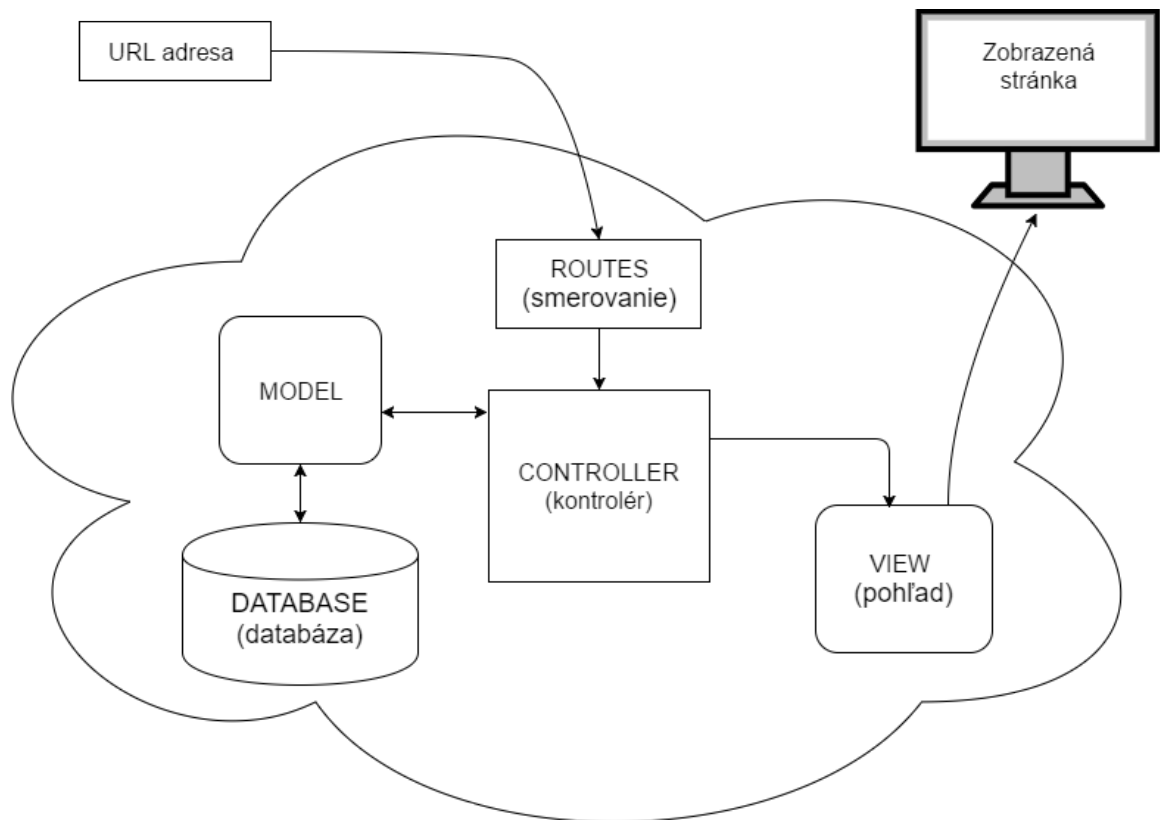 URL adresa
Zobrazená
stránka
ROUTES
(smerovanie)
MODEL
CONTROLLER
(kontrolér)
VIEW
(pohľad)
DATABASE
(databáza)